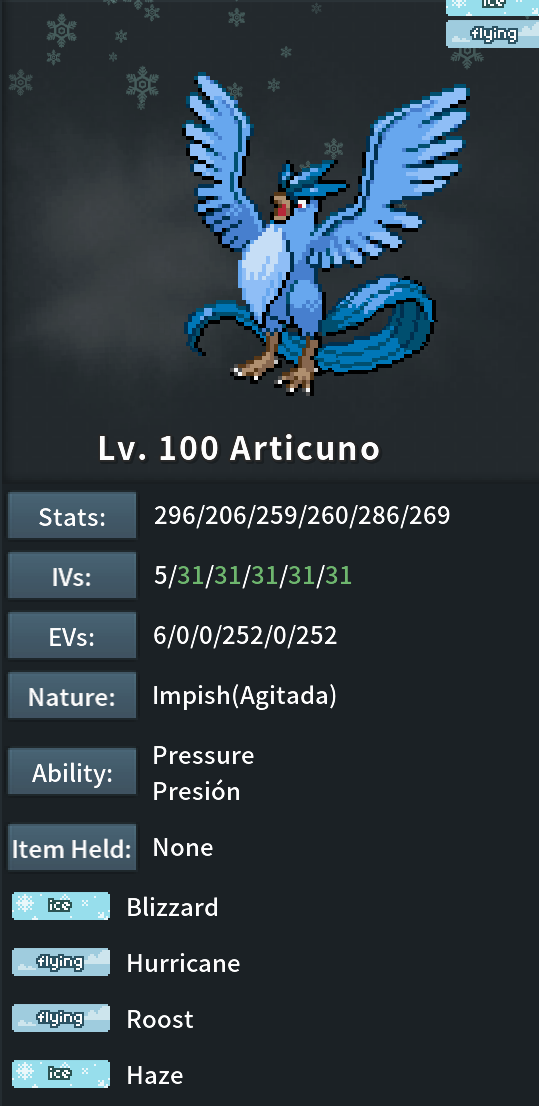 ice
flying
Lv. 100 Articuno
Stats: 296/206/259/260/286/269
IVs: 5/31/31/31/31/31
EVs: 6/0/0/252/0/252
Nature: Impish(Agitada)
Ability: Pressure
Presión
Item Held: None
ice Blizzard
flying Hurricane
flying Roost
ice Haze